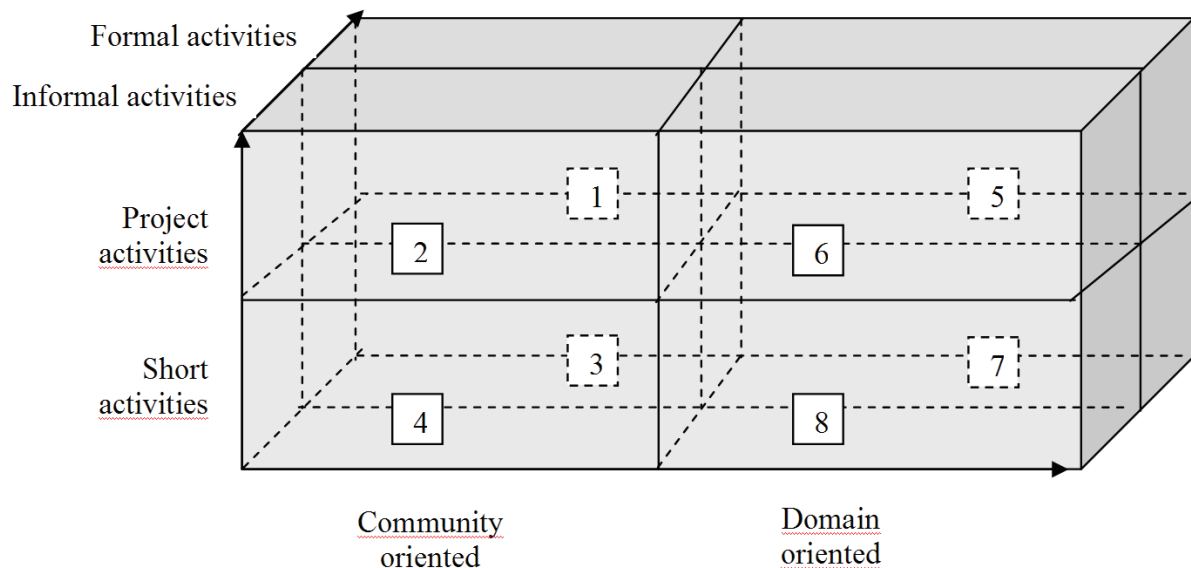 Formal activities
Informal activities
1
5
Project
activities
2
6
Short
activities
3
7
4
8
Community
oriented
Domain
oriented